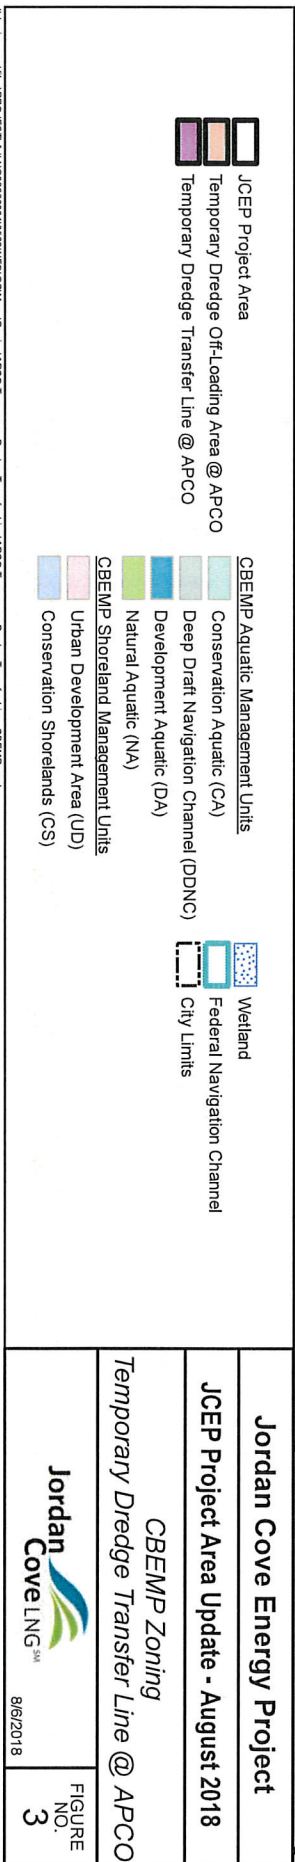 JCEP Project Area
Temporary Dredge Off-Loading Area @ APCO
Temporary Dredge Transfer Line @ APCO
CBEMP Aquatic Management Units
Conservation Aquatic (CA)
Deep Draft Navigation Channel (DDNC)
Development Aquatic (DA)
Natural Aquatic (NA)
CBEMP Shoreland Management Units
Urban Development Area (UD)
Conservation Shorelands (CS)
Wetland
Federal Navigation Channel
City Limits
Jordan Cove Energy Project
JCEP Project Area Update - August 2018
CBEMP Zoning
Temporary Dredge Transfer Line @ APCO
Jordan
Cove LNG SM
8/6/2018
FIGURE
NO.
3